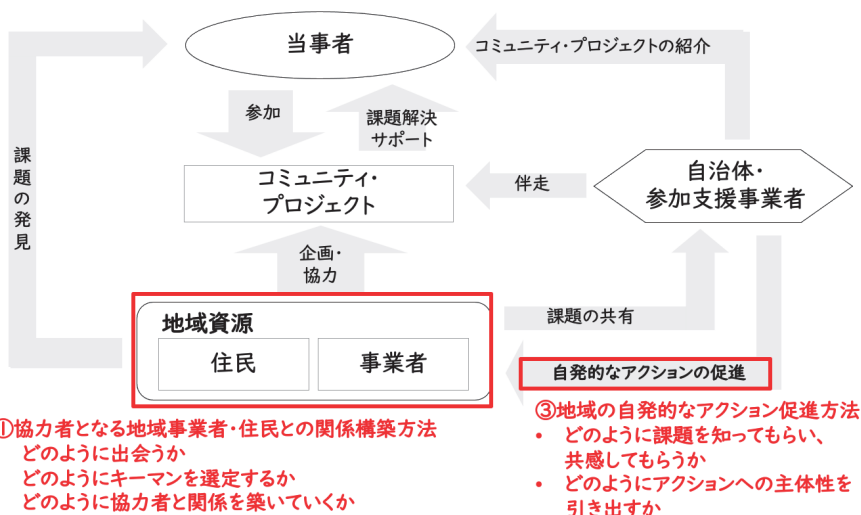 当事者
コミュニティ・プロジェクトの紹介
参加
課題解決
サポート
課題の発見
コミュニティ・
プロジェクト
伴走
自治体・
参加支援事業者
企画・
協力
地域資源
住民
事業者
課題の共有
自発的なアクションの促進
①協力者となる地域事業者・住民との関係構築方法
どのように出会うか
どのようにキーマンを選定するか
どのように協力者と関係を築いていくか
③地域の自発的なアクション促進方法
• どのように課題を知ってもらい、
共感してもらうか
• どのようにアクションへの主体性を
引き出すか